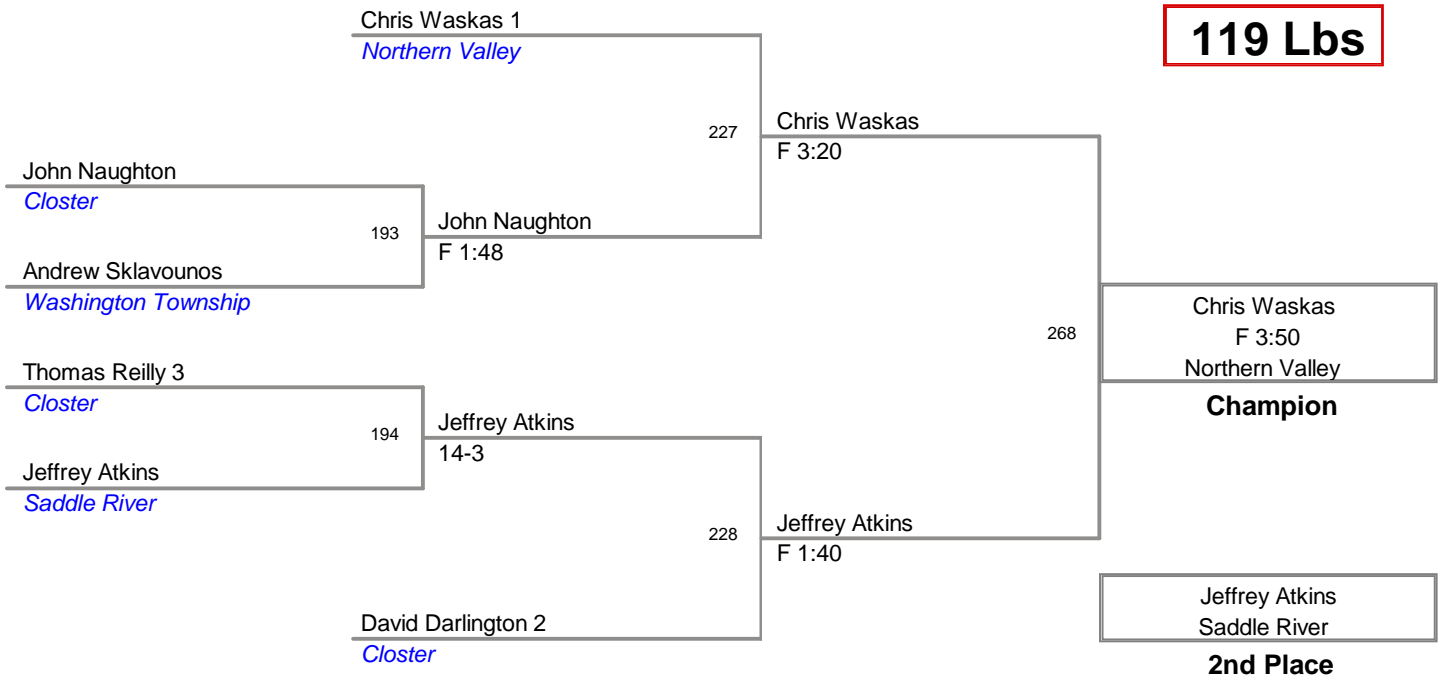 Chris Waskas 1
Northern Valley
119 Lbs
227
Chris Waskas
F 3:20
John Naughton
Closter
193
John Naughton
F 1:48
Andrew Sklavounos
Washington Township
268
Chris Waskas
F 3:50
Northern Valley
Champion
Thomas Reilly 3
Closter
194
Jeffrey Atkins
14-3
Jeffrey Atkins
Saddle River
228
Jeffrey Atkins
F 1:40
David Darlington 2
Closter
Jeffrey Atkins
Saddle River
2nd Place